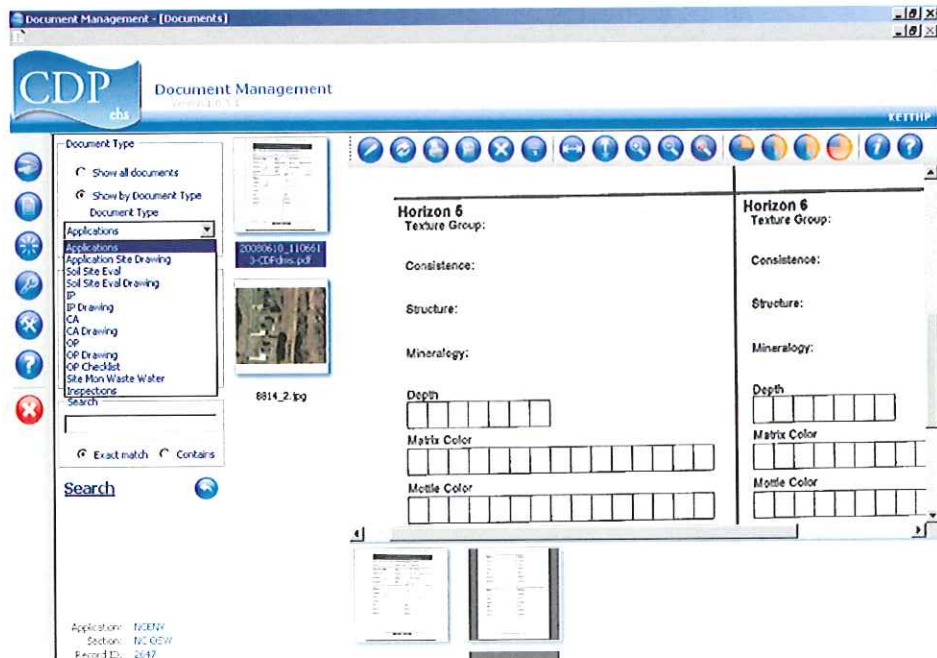 Document Management - [Documents]
CDP
ehs
Document Management
KETTHP
Document Type
Show all documents
Show by Document Type
Document Type
Applications
Applications
Application Site Drawing
Soil Site Eval
Soil Site Eval Drawing
IP
IP Drawing
CA
CA Drawing
OP
OP Drawing
OP Checklist
Site Mon Waste Water
Inspections
Search
Exact match
Contains
Search
Application: NCENV
Section: NC OSW
Record ID: 2647
20080610_110661
3-CDPdms.pdf
8814_2.jpg
Horizon 5
Texture Group:
Consistence:
Structure:
Mineralogy:
Depth
Matrix Color
Mottle Color
Horizon 6
Texture Group:
Consistence:
Structure:
Mineralogy:
Depth
Matrix Color
Mottle Color